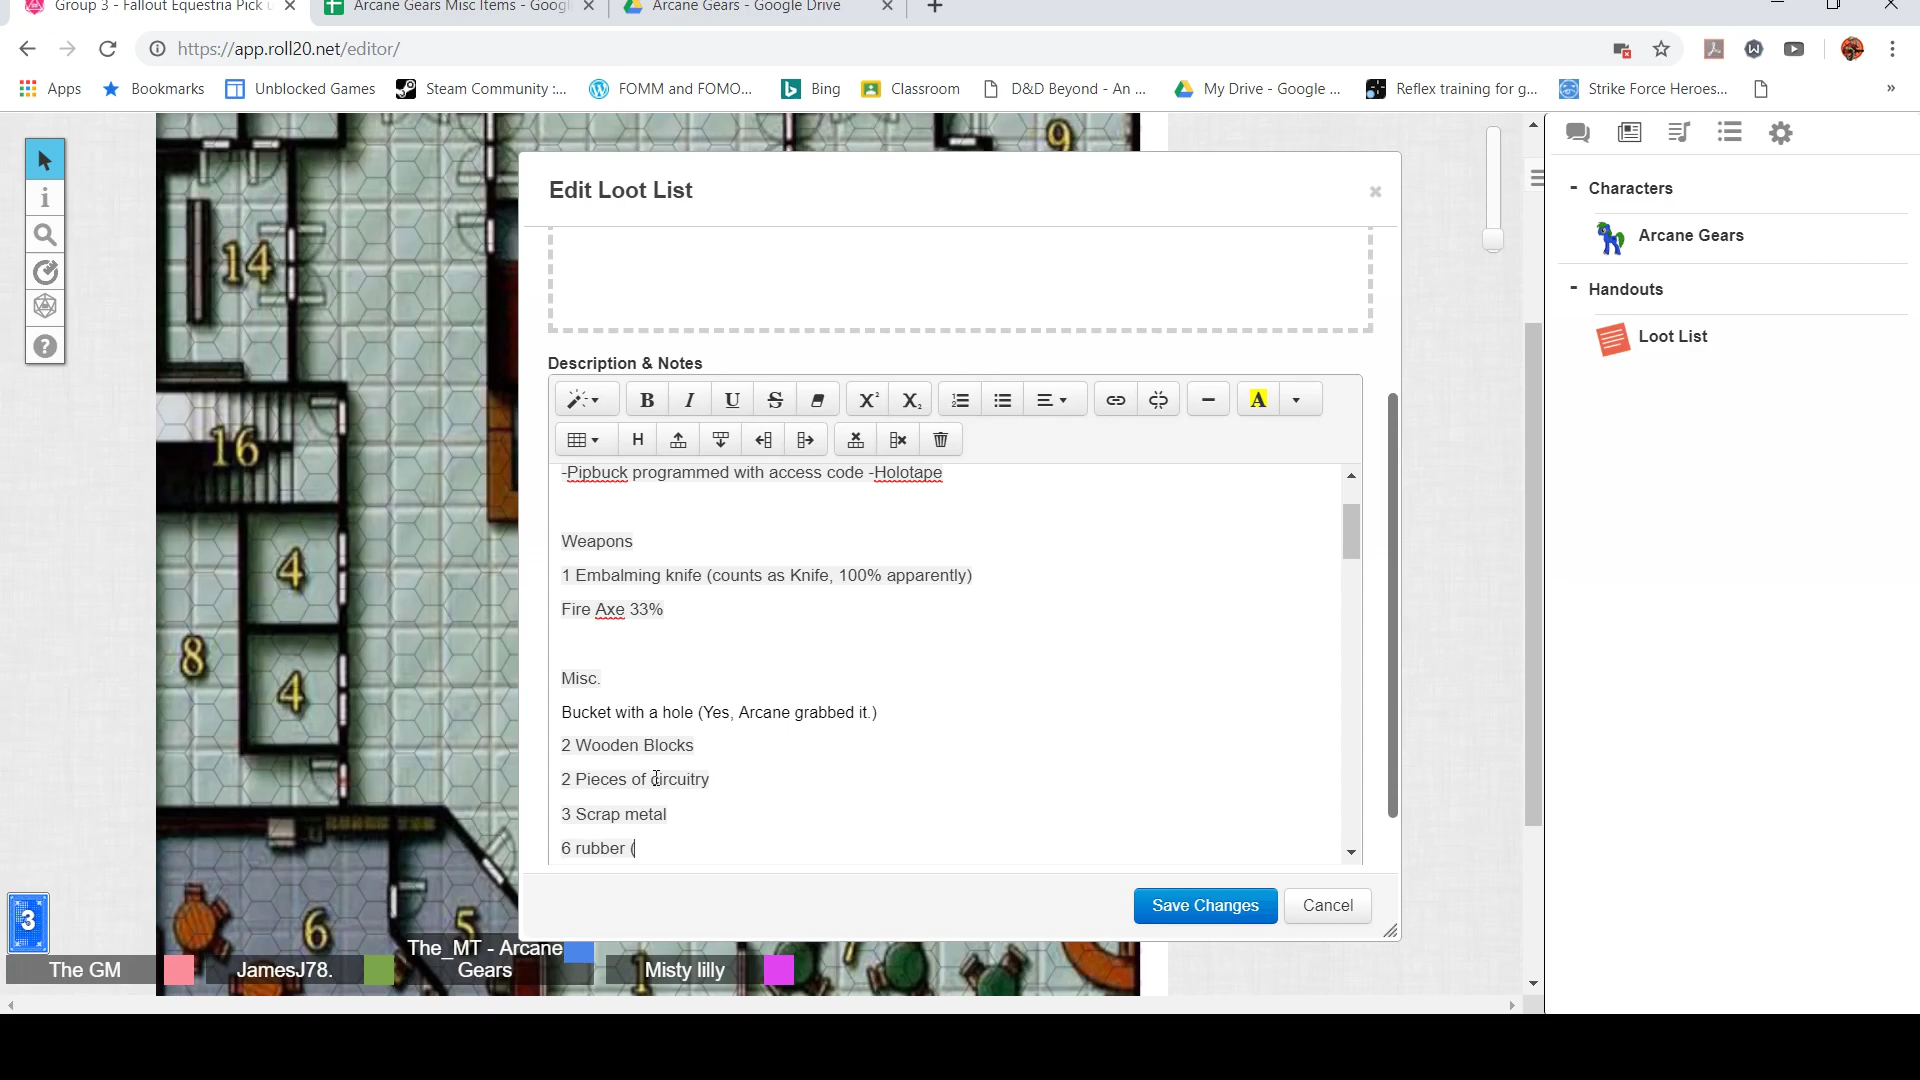 Group 3 - Fallout Equestria Pick u
Arcane Gears Misc Items - Googl
Arcane Gears - Google Drive
https://app.roll20.net/editor/
Apps
Bookmarks
Unblocked Games
Steam Community :...
FOMM and FOMO...
Bing
Classroom
D&D Beyond - An ...
My Drive - Google ...
Reflex training for g...
Strike Force Heroes...
»
Edit Loot List
Description & Notes
B I U S X² X₂ A
H
-Pipbuck programmed with access code -Holotape
Weapons
1 Embalming knife (counts as Knife, 100% apparently)
Fire Axe 33%
Misc.
Bucket with a hole (Yes, Arcane grabbed it.)
2 Wooden Blocks
2 Pieces of circuitry
3 Scrap metal
6 rubber (
Save Changes
Cancel
Characters
Arcane Gears
Handouts
Loot List
9
14
16
4
8
4
6
5
1
3
The GM
JamesJ78.
The_MT - Arcane
Gears
Misty lilly